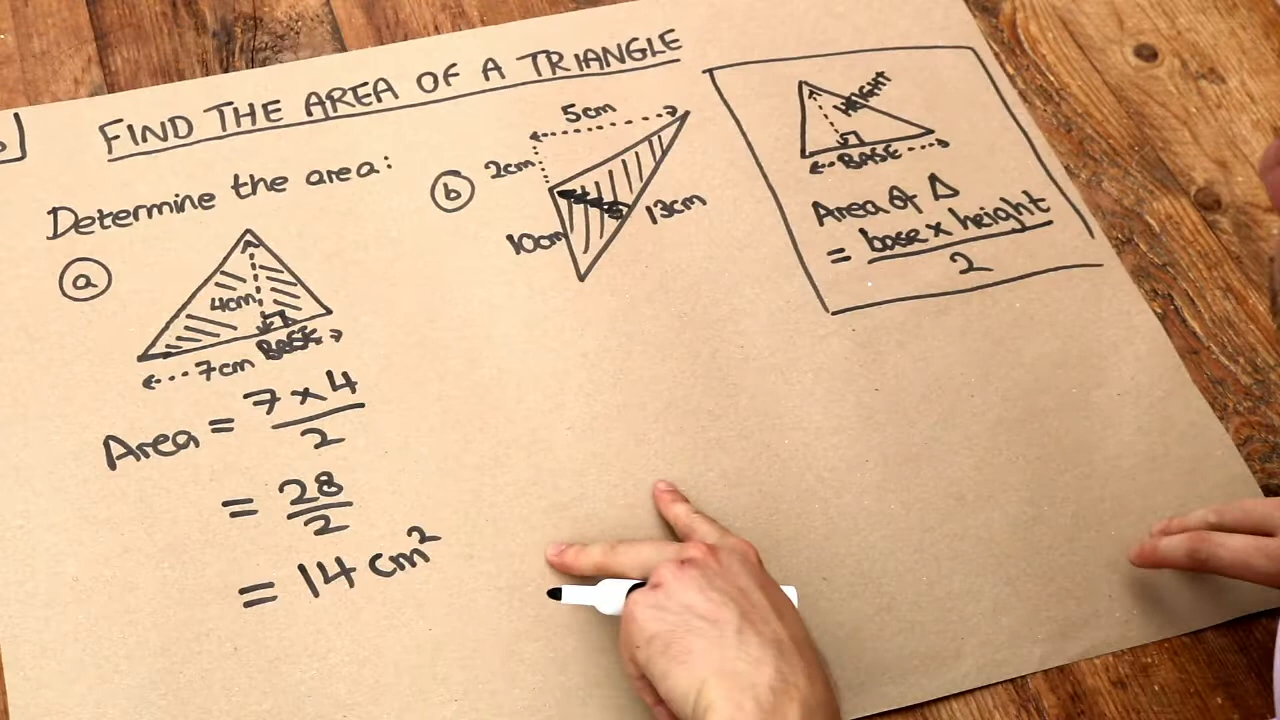 FIND THE AREA OF A TRIANGLE
Determine the area:
a
4cm
7cm
BASE
Area = 7 × 4
2
= 28
2
= 14 cm²
b
5cm
2cm
10cm
13cm
HEIGHT
BASE
Area of Δ
= base × height
2